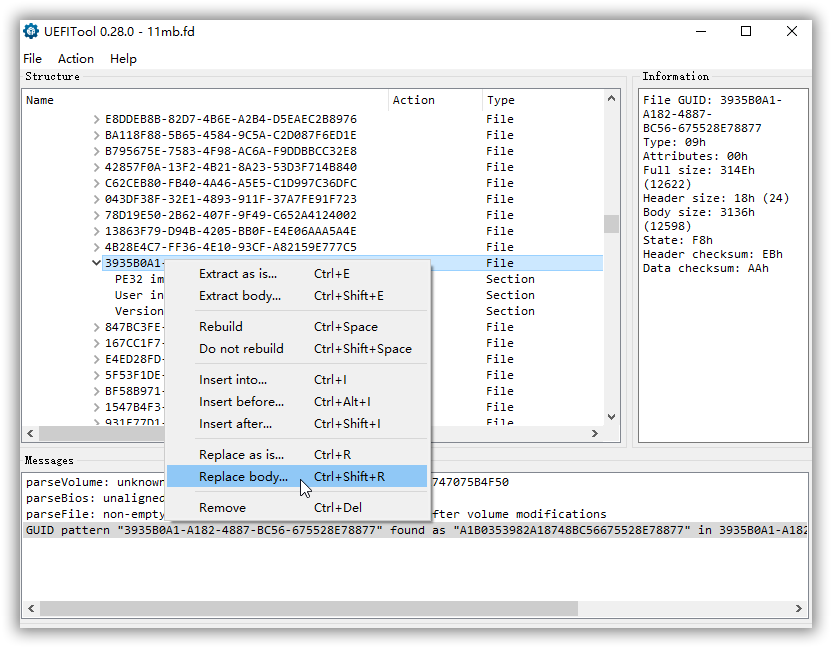 UEFITool 0.28.0 - 11mb.fd
File Action Help
Structure
Name Action Type
E8DDEB8B-82D7-4B6E-A2B4-D5EAEC2B8976 File
BA118F88-5B65-4584-9C5A-C2D087F6ED1E File
B795675E-7583-4F98-AC6A-F9DDBBCC32E8 File
42857F0A-13F2-4B21-8A23-53D3F714B840 File
C62CEB80-FB40-4A46-A5E5-C1D997C36DFC File
043DF38F-32E1-4893-911F-37A7FE91F723 File
78D19E50-2B62-407F-9F49-C652A4124002 File
13863F79-D94B-4205-BB0F-E4E06AAA5A4E File
4B28E4C7-FF36-4E10-93CF-A82159E777C5 File
3935B0A1- File
PE32 im Section
User in Section
Version Section
847BC3FE- File
167CC1F7- File
E4ED28FD- File
5F53F1DE- File
BF58B971- File
1547B4F3- File
931F77D1- File
Extract as is... Ctrl+E
Extract body... Ctrl+Shift+E
Rebuild Ctrl+Space
Do not rebuild Ctrl+Shift+Space
Insert into... Ctrl+I
Insert before... Ctrl+Alt+I
Insert after... Ctrl+Shift+I
Replace as is... Ctrl+R
Replace body... Ctrl+Shift+R
Remove Ctrl+Del
Information
File GUID: 3935B0A1-
A182-4887-
BC56-675528E78877
Type: 09h
Attributes: 00h
Full size: 314Eh
(12622)
Header size: 18h (24)
Body size: 3136h
(12598)
State: F8h
Header checksum: EBh
Data checksum: AAh
Messages
parseVolume: unknown 747075B4F50
parseBios: unaligned
parseFile: non-empty fter volume modifications
GUID pattern "3935B0A1-A182-4887-BC56-675528E78877" found as "A1B0353982A18748BC56675528E78877" in 3935B0A1-A182